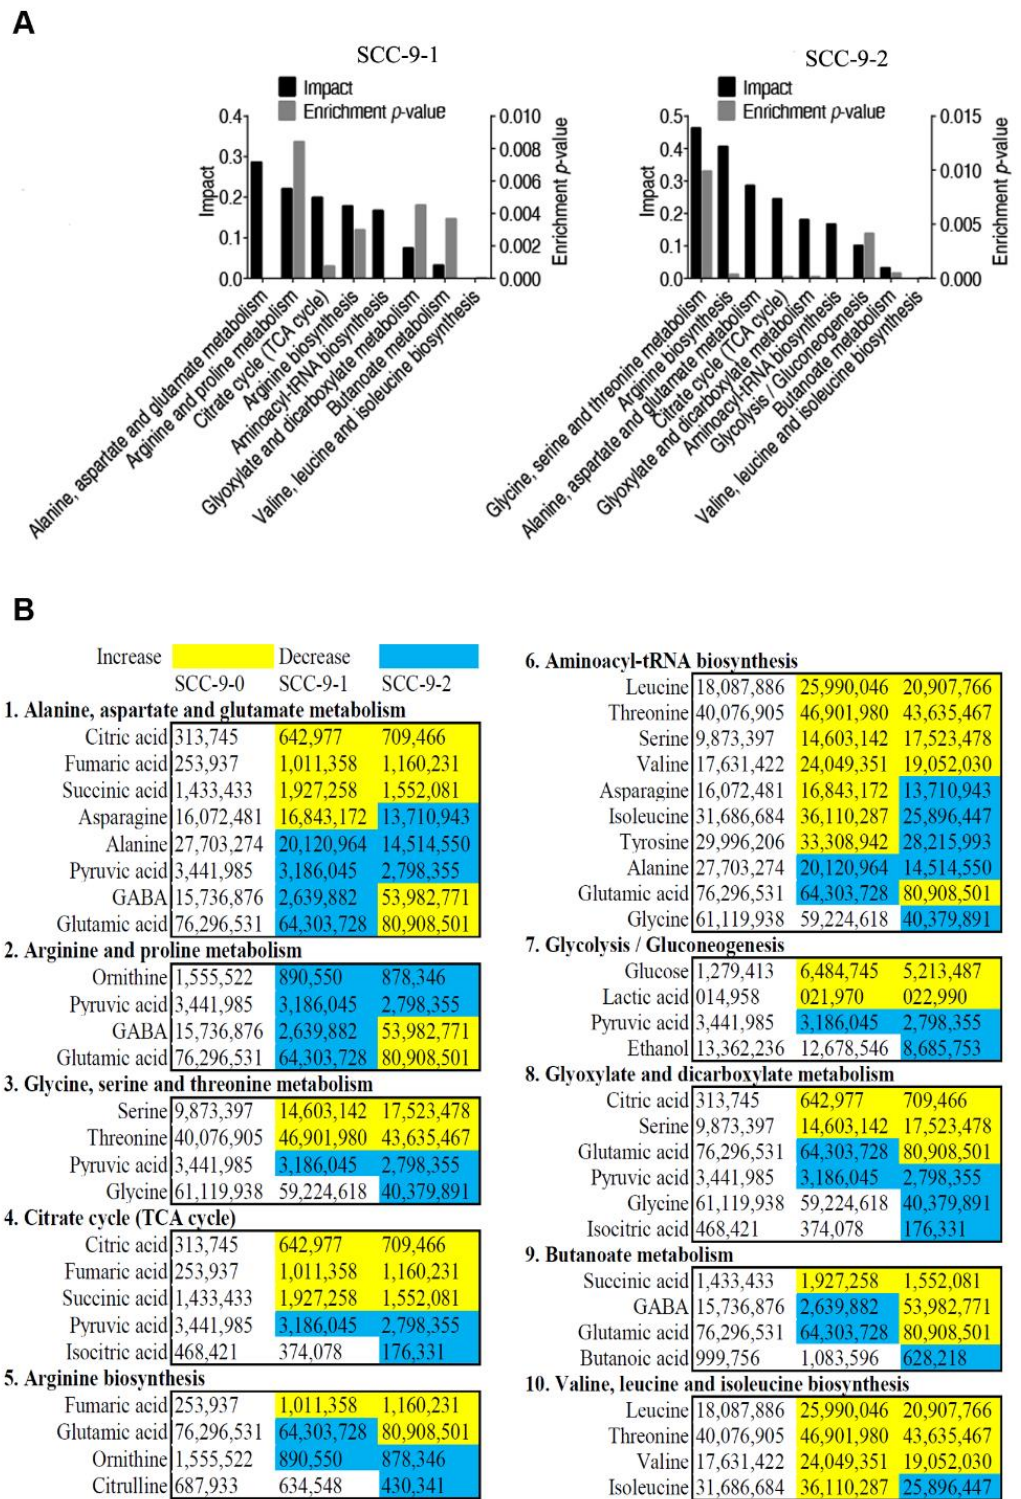 A
SCC-9-1
Impact
Enrichment p-value
0.4
0.3
0.2
0.1
0.0
Impact
0.010
0.008
0.006
0.004
0.002
0.000
Enrichment p-value
Alanine, aspartate and glutamate metabolism
Arginine and proline metabolism
Citrate cycle (TCA cycle)
Arginine biosynthesis
Aminoacyl-tRNA biosynthesis
Glyoxylate and dicarboxylate metabolism
Butanoate metabolism
Valine, leucine and isoleucine biosynthesis
SCC-9-2
Impact
Enrichment p-value
0.5
0.4
0.3
0.2
0.1
0.0
Impact
0.015
0.010
0.005
0.000
Enrichment p-value
Glycine, serine and threonine metabolism
Arginine biosynthesis
Alanine, aspartate and glutamate metabolism
Citrate cycle (TCA cycle)
Glyoxylate and dicarboxylate metabolism
Aminoacyl-tRNA biosynthesis
Glycolysis / Gluconeogenesis
Butanoate metabolism
Valine, leucine and isoleucine biosynthesis
B
Increase Decrease
SCC-9-0 SCC-9-1 SCC-9-2
1. Alanine, aspartate and glutamate metabolism
Citric acid 313,745 642,977 709,466
Fumaric acid 253,937 1,011,358 1,160,231
Succinic acid 1,433,433 1,927,258 1,552,081
Asparagine 16,072,481 16,843,172 13,710,943
Alanine 27,703,274 20,120,964 14,514,550
Pyruvic acid 3,441,985 3,186,045 2,798,355
GABA 15,736,876 2,639,882 53,982,771
Glutamic acid 76,296,531 64,303,728 80,908,501
2. Arginine and proline metabolism
Ornithine 1,555,522 890,550 878,346
Pyruvic acid 3,441,985 3,186,045 2,798,355
GABA 15,736,876 2,639,882 53,982,771
Glutamic acid 76,296,531 64,303,728 80,908,501
3. Glycine, serine and threonine metabolism
Serine 9,873,397 14,603,142 17,523,478
Threonine 40,076,905 46,901,980 43,635,467
Pyruvic acid 3,441,985 3,186,045 2,798,355
Glycine 61,119,938 59,224,618 40,379,891
4. Citrate cycle (TCA cycle)
Citric acid 313,745 642,977 709,466
Fumaric acid 253,937 1,011,358 1,160,231
Succinic acid 1,433,433 1,927,258 1,552,081
Pyruvic acid 3,441,985 3,186,045 2,798,355
Isocitric acid 468,421 374,078 176,331
5. Arginine biosynthesis
Fumaric acid 253,937 1,011,358 1,160,231
Glutamic acid 76,296,531 64,303,728 80,908,501
Ornithine 1,555,522 890,550 878,346
Citrulline 687,933 634,548 430,341
6. Aminoacyl-tRNA biosynthesis
Leucine 18,087,886 25,990,046 20,907,766
Threonine 40,076,905 46,901,980 43,635,467
Serine 9,873,397 14,603,142 17,523,478
Valine 17,631,422 24,049,351 19,052,030
Asparagine 16,072,481 16,843,172 13,710,943
Isoleucine 31,686,684 36,110,287 25,896,447
Tyrosine 29,996,206 33,308,942 28,215,993
Alanine 27,703,274 20,120,964 14,514,550
Glutamic acid 76,296,531 64,303,728 80,908,501
Glycine 61,119,938 59,224,618 40,379,891
7. Glycolysis / Gluconeogenesis
Glucose 1,279,413 6,484,745 5,213,487
Lactic acid 014,958 021,970 022,990
Pyruvic acid 3,441,985 3,186,045 2,798,355
Ethanol 13,362,236 12,678,546 8,685,753
8. Glyoxylate and dicarboxylate metabolism
Citric acid 313,745 642,977 709,466
Serine 9,873,397 14,603,142 17,523,478
Glutamic acid 76,296,531 64,303,728 80,908,501
Pyruvic acid 3,441,985 3,186,045 2,798,355
Glycine 61,119,938 59,224,618 40,379,891
Isocitric acid 468,421 374,078 176,331
9. Butanoate metabolism
Succinic acid 1,433,433 1,927,258 1,552,081
GABA 15,736,876 2,639,882 53,982,771
Glutamic acid 76,296,531 64,303,728 80,908,501
Butanoic acid 999,756 1,083,596 628,218
10. Valine, leucine and isoleucine biosynthesis
Leucine 18,087,886 25,990,046 20,907,766
Threonine 40,076,905 46,901,980 43,635,467
Valine 17,631,422 24,049,351 19,052,030
Isoleucine 31,686,684 36,110,287 25,896,447